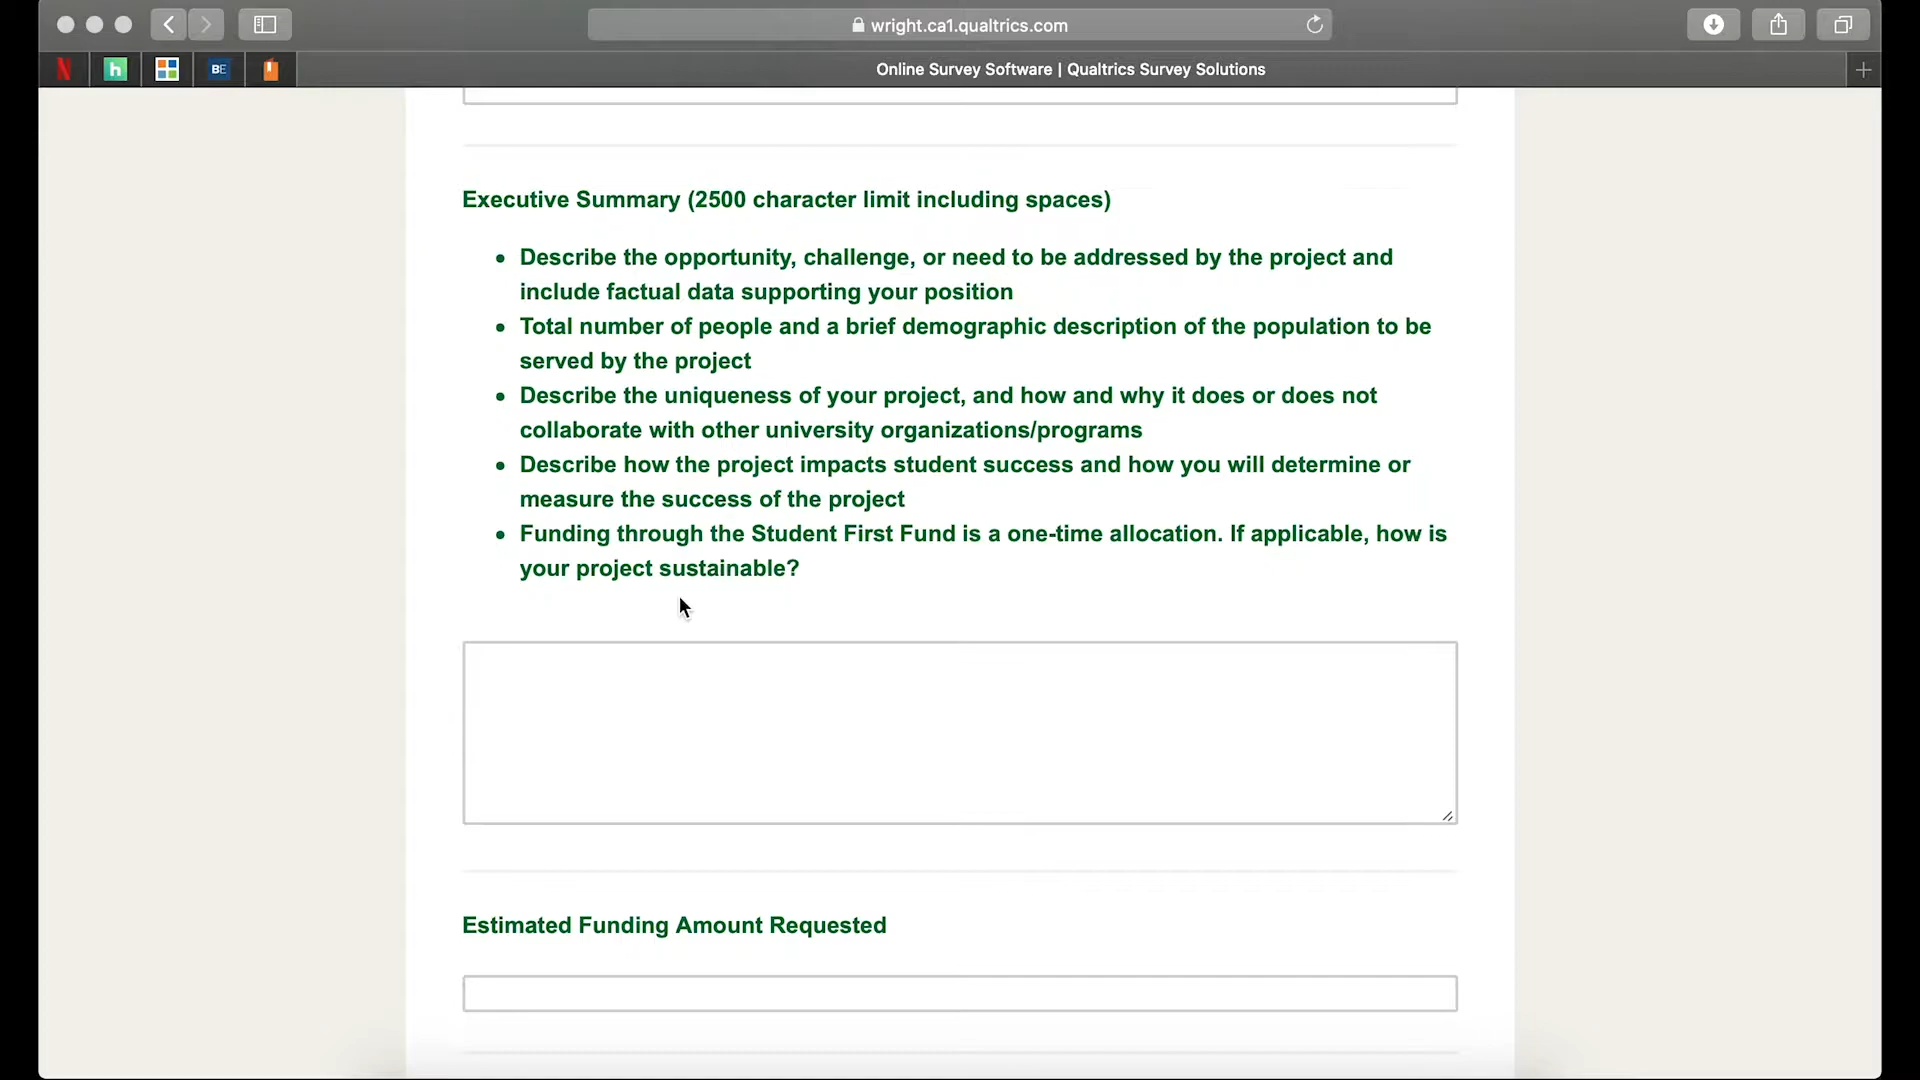 wright.ca1.qualtrics.com
N
h
BE
Online Survey Software | Qualtrics Survey Solutions
Executive Summary (2500 character limit including spaces)
Describe the opportunity, challenge, or need to be addressed by the project and
include factual data supporting your position
Total number of people and a brief demographic description of the population to be
served by the project
Describe the uniqueness of your project, and how and why it does or does not
collaborate with other university organizations/programs
Describe how the project impacts student success and how you will determine or
measure the success of the project
Funding through the Student First Fund is a one-time allocation. If applicable, how is
your project sustainable?
Estimated Funding Amount Requested